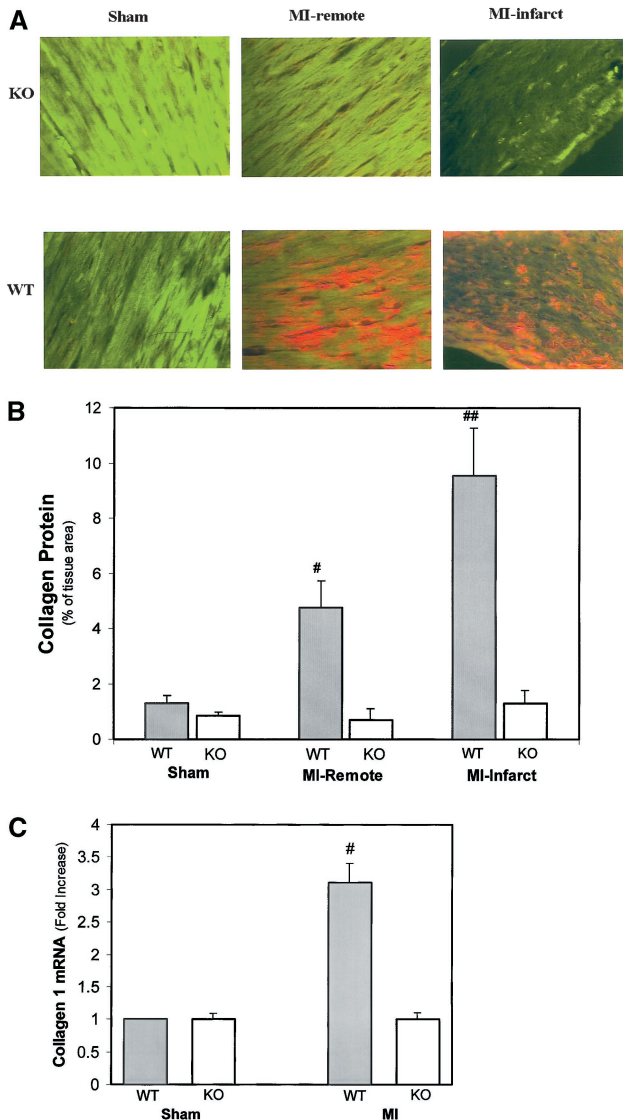 A
Sham MI-remote MI-infarct
KO
WT
B
12
10
8
6
4
2
0
Collagen Protein
(% of tissue area)
#
##
WT KO WT KO WT KO
Sham MI-Remote MI-Infarct
C
4
3.5
3
2.5
2
1.5
1
0.5
0
Collagen 1 mRNA (Fold Increase)
#
WT KO WT KO
Sham MI